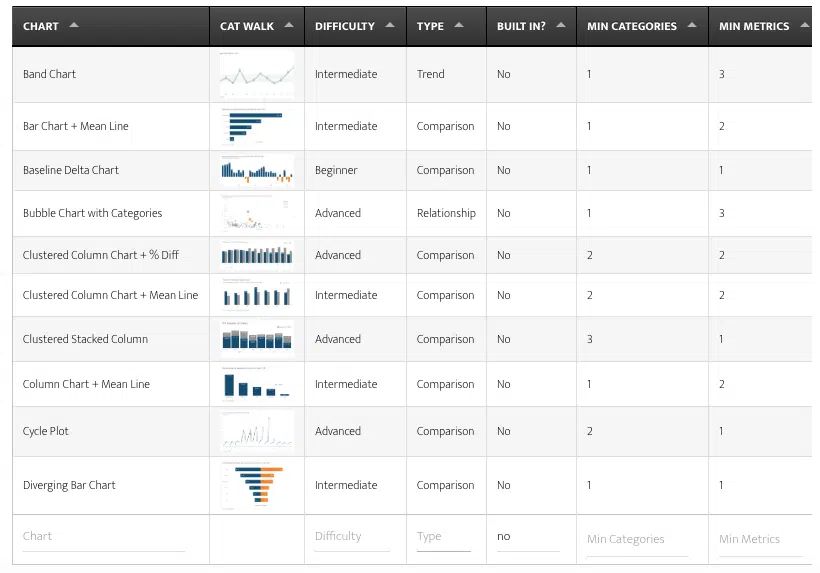 CHART CAT WALK DIFFICULTY TYPE BUILT IN? MIN CATEGORIES MIN METRICS
Band Chart Intermediate Trend No 1 3
Bar Chart + Mean Line Intermediate Comparison No 1 2
Baseline Delta Chart Beginner Comparison No 1 1
Bubble Chart with Categories Advanced Relationship No 1 3
Clustered Column Chart + % Diff Advanced Comparison No 2 2
Clustered Column Chart + Mean Line Intermediate Comparison No 2 2
Clustered Stacked Column Advanced Comparison No 3 1
Column Chart + Mean Line Intermediate Comparison No 1 2
Cycle Plot Advanced Comparison No 2 1
Diverging Bar Chart Intermediate Comparison No 1 1
Chart Difficulty Type no Min Categories Min Metrics